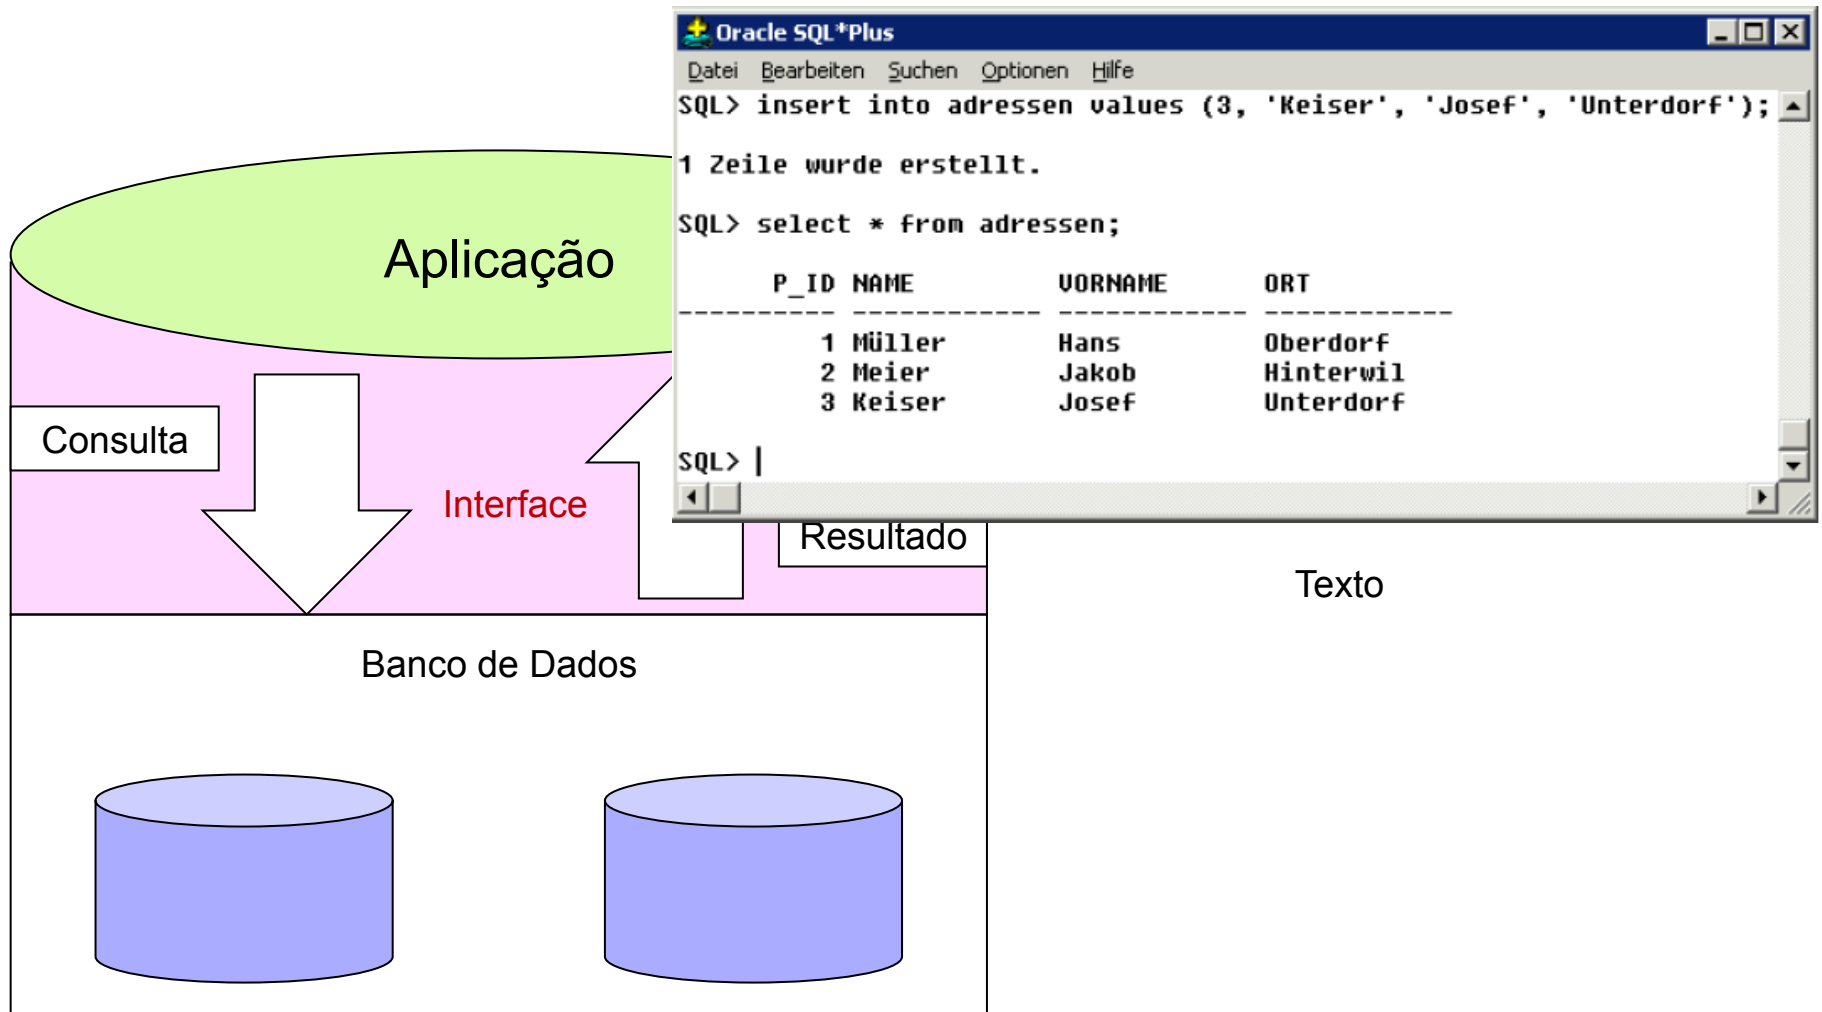 Oracle SQL*Plus
Datei Bearbeiten Suchen Optionen Hilfe
SQL> insert into adressen values (3, 'Keiser', 'Josef', 'Unterdorf');
1 Zeile wurde erstellt.
SQL> select * from adressen;
P_ID NAME VORNAME ORT
---------- ------------ ------------ ------------
1 Müller Hans Oberdorf
2 Meier Jakob Hinterwil
3 Keiser Josef Unterdorf
SQL>
Aplicação
Consulta
Interface
Resultado
Texto
Banco de Dados